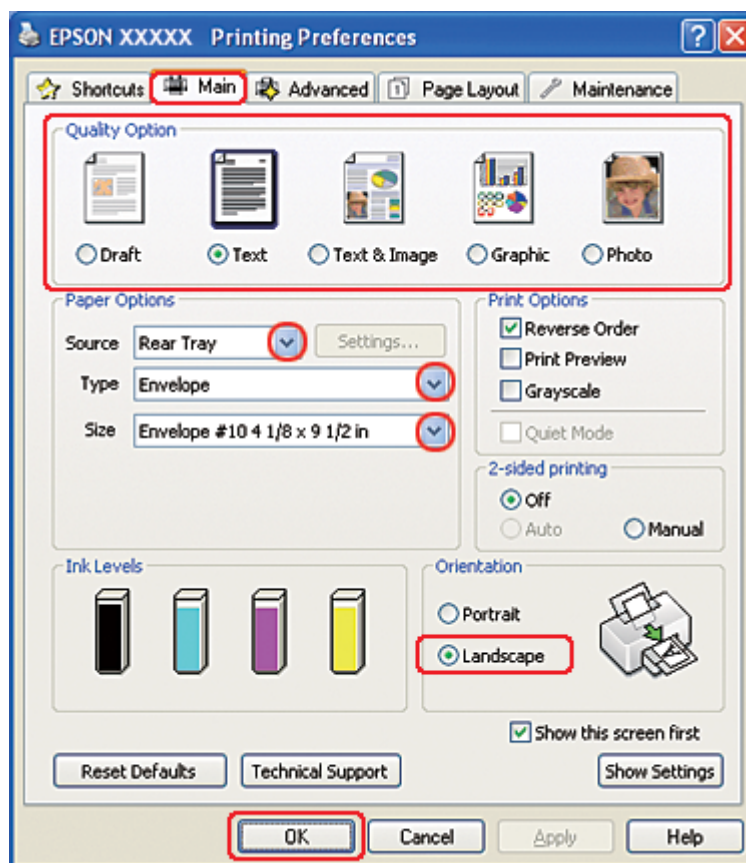 EPSON XXXXX Printing Preferences
Shortcuts Main Advanced Page Layout Maintenance
Quality Option
Draft Text Text & Image Graphic Photo
Paper Options
Source Rear Tray Settings...
Type Envelope
Size Envelope #10 4 1/8 x 9 1/2 in
Print Options
Reverse Order
Print Preview
Grayscale
Quiet Mode
2-sided printing
Off
Auto Manual
Ink Levels
Orientation
Portrait
Landscape
Show this screen first
Reset Defaults Technical Support Show Settings
OK Cancel Apply Help